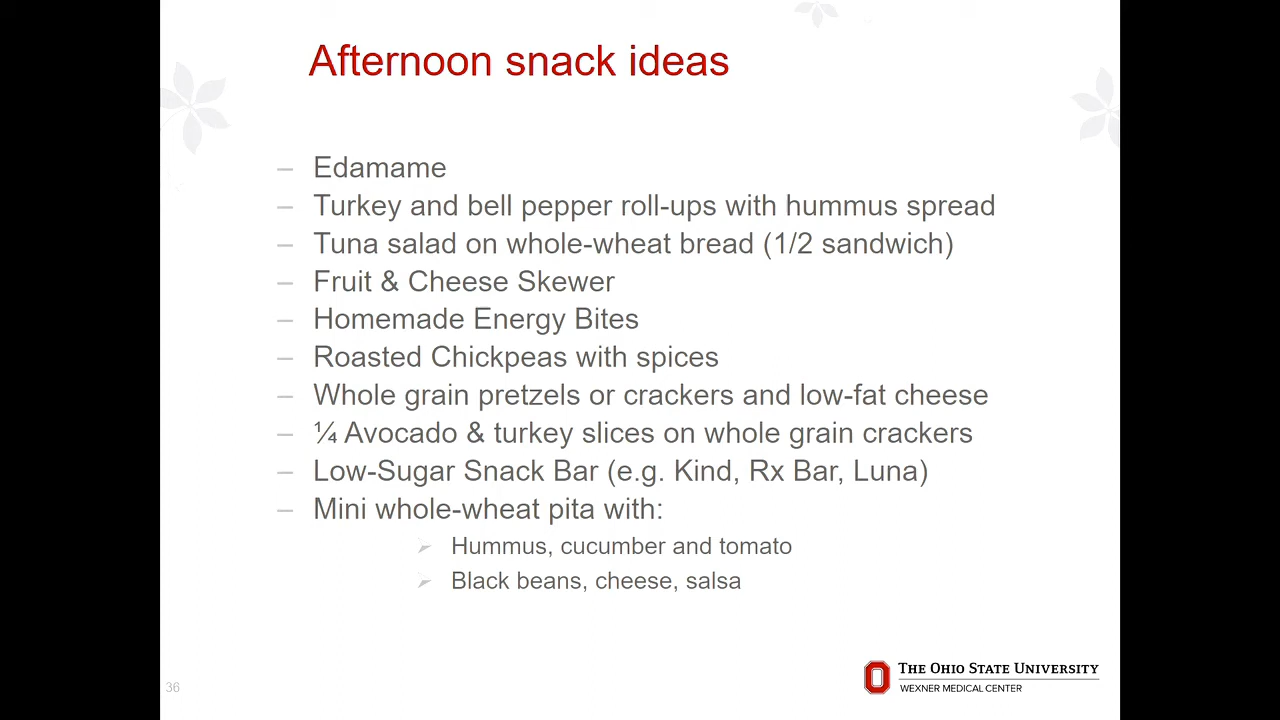 Afternoon snack ideas
– Edamame
– Turkey and bell pepper roll-ups with hummus spread
– Tuna salad on whole-wheat bread (1/2 sandwich)
– Fruit & Cheese Skewer
– Homemade Energy Bites
– Roasted Chickpeas with spices
– Whole grain pretzels or crackers and low-fat cheese
– ¼ Avocado & turkey slices on whole grain crackers
– Low-Sugar Snack Bar (e.g. Kind, Rx Bar, Luna)
– Mini whole-wheat pita with:
➢ Hummus, cucumber and tomato
➢ Black beans, cheese, salsa
THE OHIO STATE UNIVERSITY
WEXNER MEDICAL CENTER
36